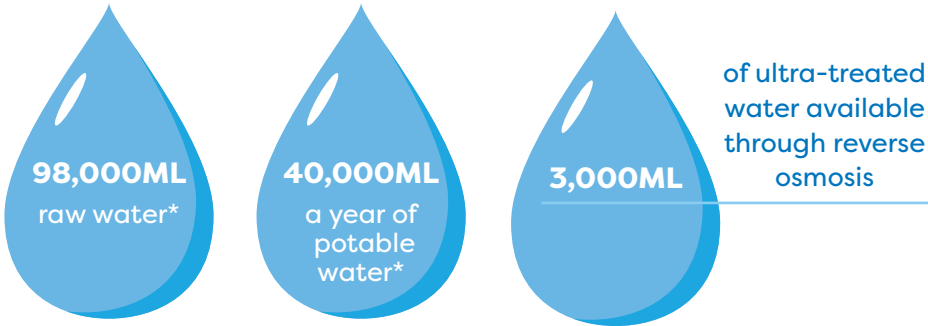 98,000ML
raw water*
40,000ML
a year of
potable
water*
3,000ML
of ultra-treated
water available
through reverse
osmosis